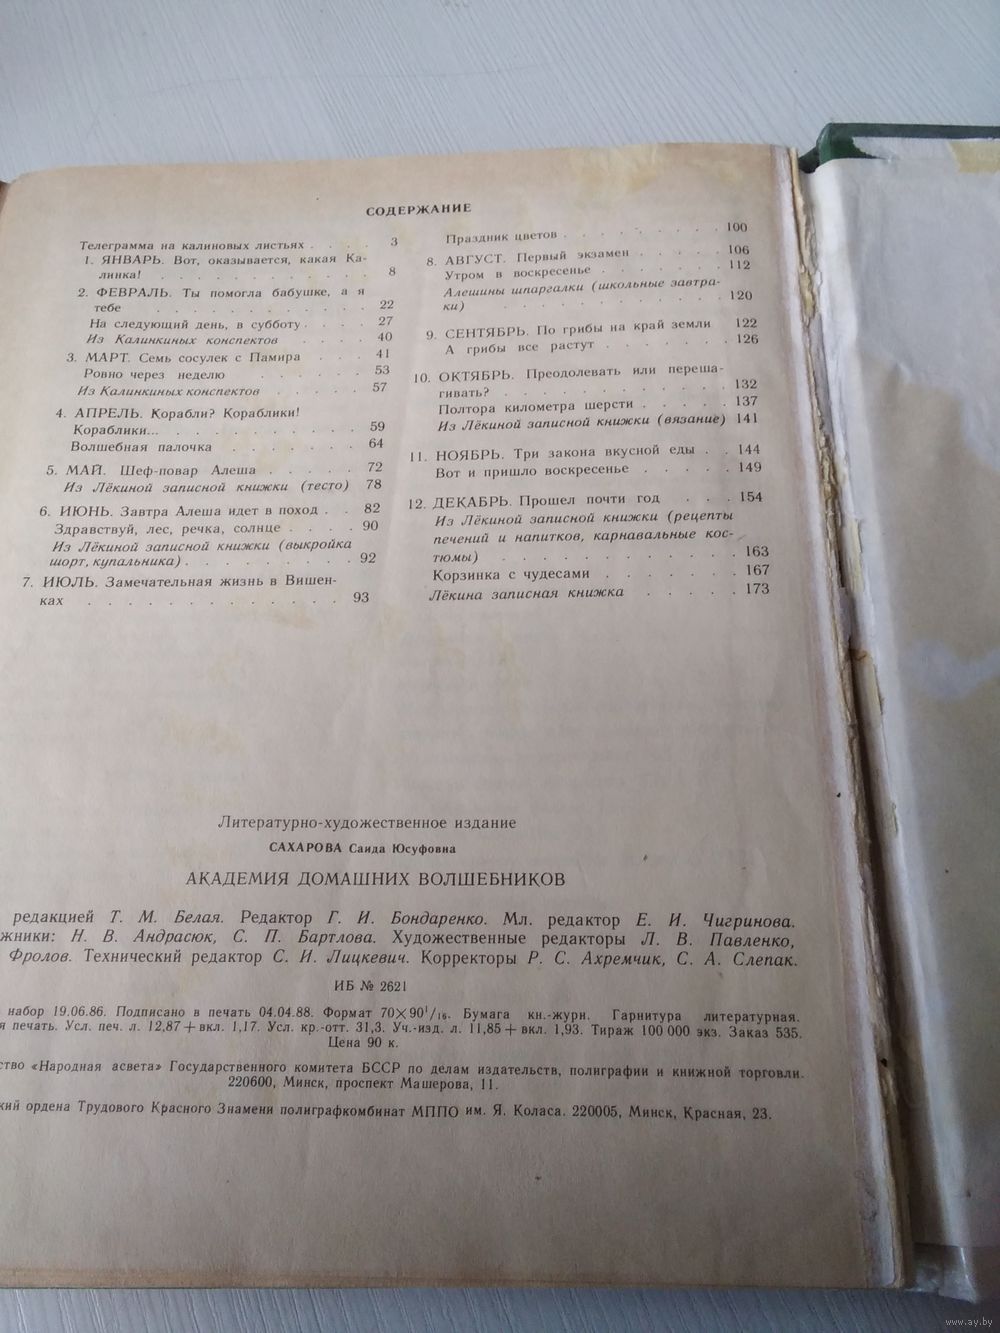 СОДЕРЖАНИЕ
Телеграмма на калиновых листьях . . . . 3
1. ЯНВАРЬ. Вот, оказывается, какая Ка-
линка! . . . . . . . . . . . . 8
2. ФЕВРАЛЬ. Ты помогла бабушке, а я
тебе . . . . . . . . . . . . 22
На следующий день, в субботу . . . . 27
Из Калинкиных конспектов . . . . 40
3. МАРТ. Семь сосулек с Памира . . . 41
Ровно через неделю . . . . . . 53
Из Калинкиных конспектов . . . . . 57
4. АПРЕЛЬ. Корабли? Кораблики!
Кораблики... . . . . . . . . . . 59
Волшебная палочка . . . . . 64
5. МАЙ. Шеф-повар Алеша . . . . . 72
Из Лёкиной записной книжки (тесто) 78
6. ИЮНЬ. Завтра Алеша идет в поход . . 82
Здравствуй, лес, речка, солнце . . . . 90
Из Лёкиной записной книжки (выкройка
шорт, купальника) . . . . . . . . . 92
7. ИЮЛЬ. Замечательная жизнь в Вишен-
ках . . . . . . . . . . . . . 93
Праздник цветов . . . . . . . . . 100
8. АВГУСТ. Первый экзамен . . . . . 106
Утром в воскресенье . . . . . . 112
Алешины шпаргалки (школьные завтра-
ки) . . . . . . . . . . . 120
9. СЕНТЯБРЬ. По грибы на край земли 122
А грибы все растут . . . . . . . 126
10. ОКТЯБРЬ. Преодолевать или переша-
гивать? . . . . . . . . . . . 132
Полтора километра шерсти . . . . . 137
Из Лёкиной записной книжки (вязание) 141
11. НОЯБРЬ. Три закона вкусной еды . . 144
Вот и пришло воскресенье . . . . . 149
12. ДЕКАБРЬ. Прошел почти год . . . 154
Из Лёкиной записной книжки (рецепты
печений и напитков, карнавальные кос-
тюмы) . . . . . . . . . . . 163
Корзинка с чудесами . . . . . . . 167
Лёкина записная книжка . . . . . 173
Литературно-художественное издание
САХАРОВА Саида Юсуфовна
АКАДЕМИЯ ДОМАШНИХ ВОЛШЕБНИКОВ
редакцией Т. М. Белая. Редактор Г. И. Бондаренко. Мл. редактор Е. И. Чигринова.
жники: Н. В. Андрасюк, С. П. Бартлова. Художественные редакторы Л. В. Павленко,
Фролов. Технический редактор С. И. Лицкевич. Корректоры Р. С. Ахремчик, С. А. Слепак.
ИБ № 2621
набор 19.06.86. Подписано в печать 04.04.88. Формат 70×90¹/₁₆. Бумага кн.-журн. Гарнитура литературная.
я печать. Усл. печ. л. 12,87+вкл. 1,17. Усл. кр.-отт. 31,3. Уч.-изд. л. 11,85+вкл. 1,93. Тираж 100 000 экз. Заказ 535.
Цена 90 к.
ство «Народная асвета» Государственного комитета БССР по делам издательств, полиграфии и книжной торговли.
220600, Минск, проспект Машерова, 11.
кий ордена Трудового Красного Знамени полиграфкомбинат МППО им. Я. Коласа. 220005, Минск, Красная, 23.
www.ay.by